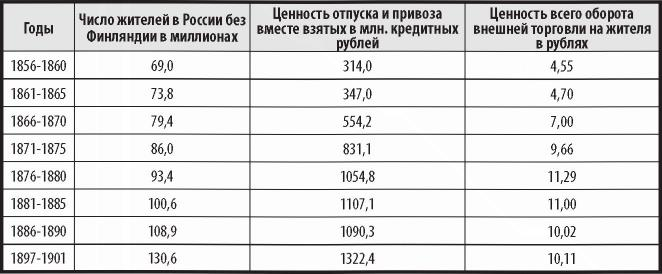 Годы
Число жителей в России без
Финляндии в миллионах
Ценность отпуска и привоза
вместе взятых в млн. кредитных
рублей
Ценность всего оборота
внешней торговли на жителя
в рублях
1856-1860 69,0 314,0 4,55
1861-1865 73,8 347,0 4,70
1866-1870 79,4 554,2 7,00
1871-1875 86,0 831,1 9,66
1876-1880 93,4 1054,8 11,29
1881-1885 100,6 1107,1 11,00
1886-1890 108,9 1090,3 10,02
1897-1901 130,6 1322,4 10,11